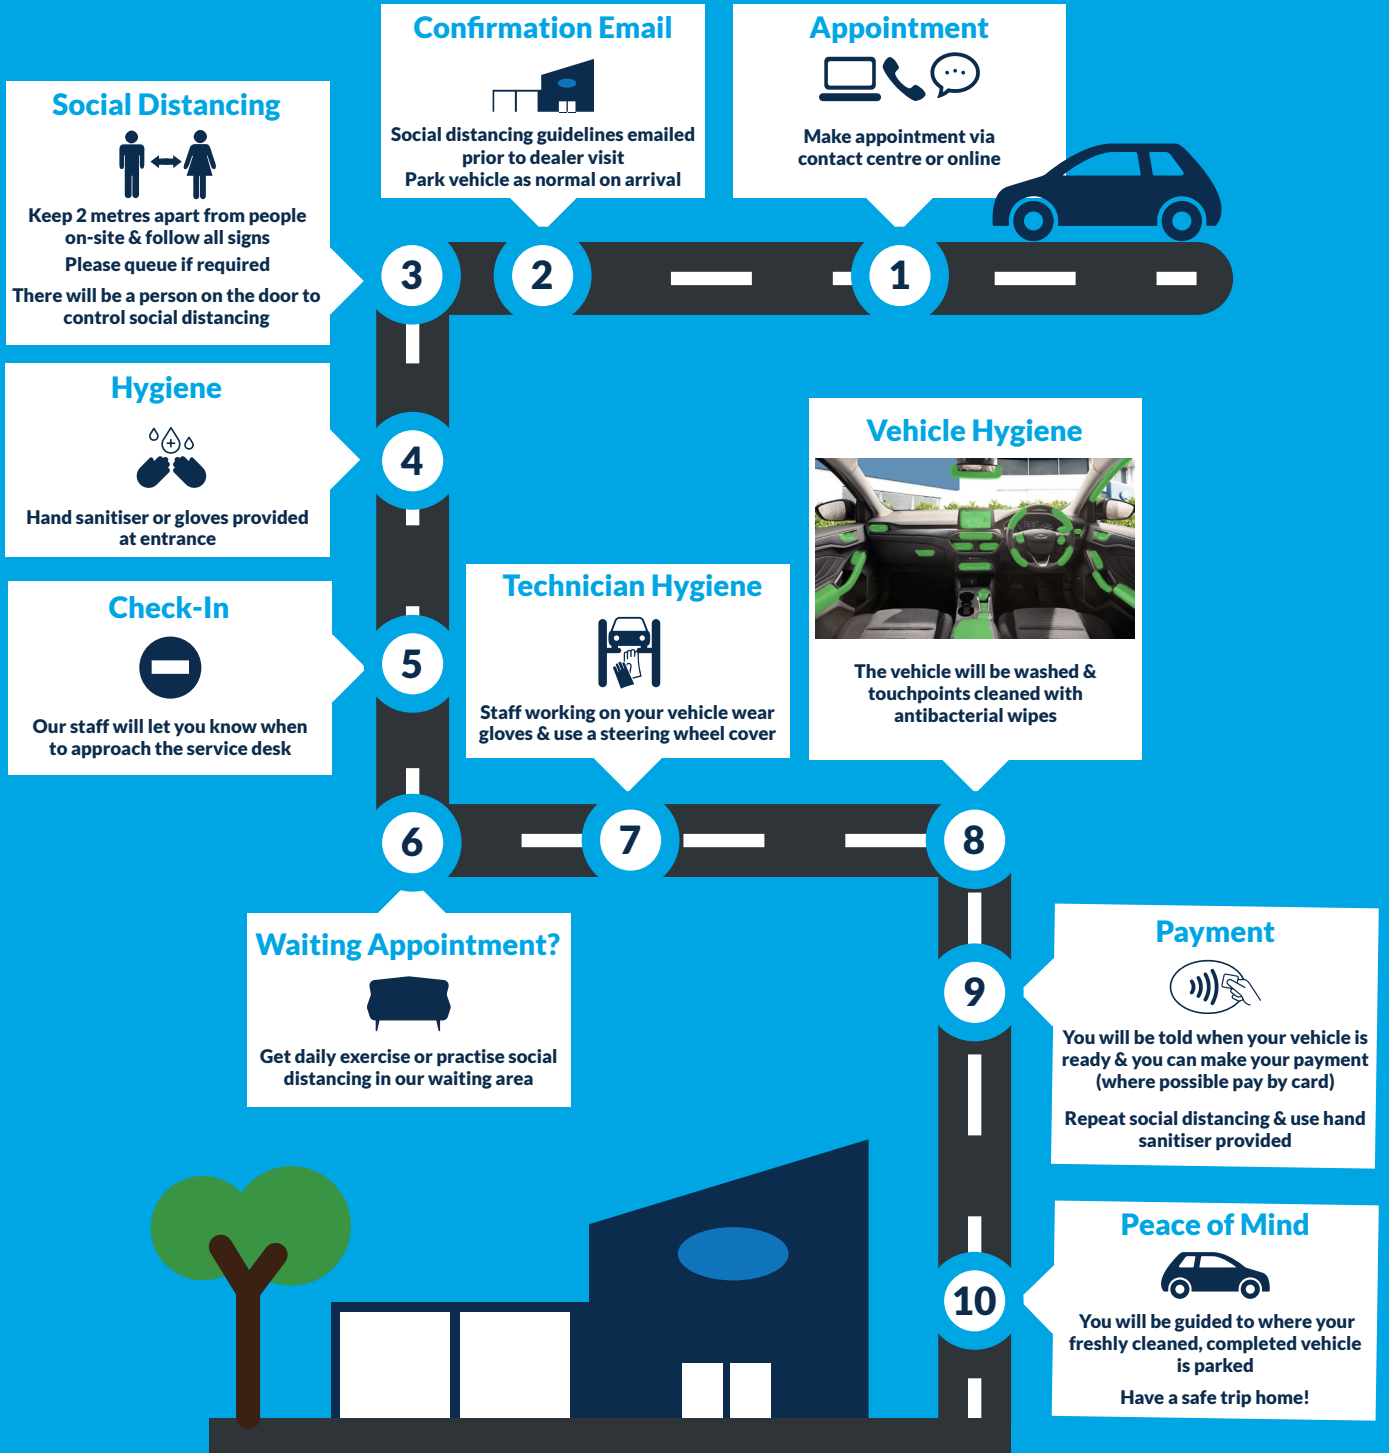 Appointment
Make appointment via
contact centre or online
1
Confirmation Email
Social distancing guidelines emailed
prior to dealer visit
Park vehicle as normal on arrival
2
Social Distancing
Keep 2 metres apart from people
on-site & follow all signs
Please queue if required
There will be a person on the door to
control social distancing
3
Hygiene
Hand sanitiser or gloves provided
at entrance
4
Check-In
Our staff will let you know when
to approach the service desk
5
6
Waiting Appointment?
Get daily exercise or practise social
distancing in our waiting area
Technician Hygiene
Staff working on your vehicle wear
gloves & use a steering wheel cover
7
Vehicle Hygiene
The vehicle will be washed &
touchpoints cleaned with
antibacterial wipes
8
9
Payment
You will be told when your vehicle is
ready & you can make your payment
(where possible pay by card)
Repeat social distancing & use hand
sanitiser provided
10
Peace of Mind
You will be guided to where your
freshly cleaned, completed vehicle
is parked
Have a safe trip home!